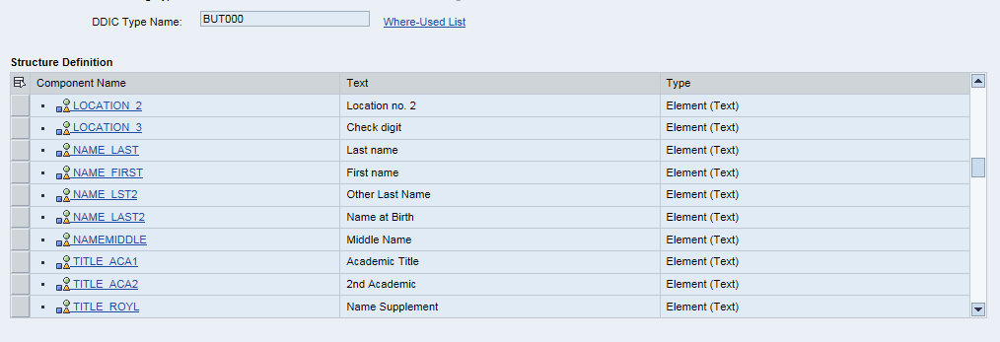 DDIC Type Name: BUT000 Where-Used List
Structure Definition
Component Name Text Type
LOCATION_2 Location no. 2 Element (Text)
LOCATION_3 Check digit Element (Text)
NAME_LAST Last name Element (Text)
NAME_FIRST First name Element (Text)
NAME_LST2 Other Last Name Element (Text)
NAME_LAST2 Name at Birth Element (Text)
NAMEMIDDLE Middle Name Element (Text)
TITLE_ACA1 Academic Title Element (Text)
TITLE_ACA2 2nd Academic Element (Text)
TITLE_ROYL Name Supplement Element (Text)